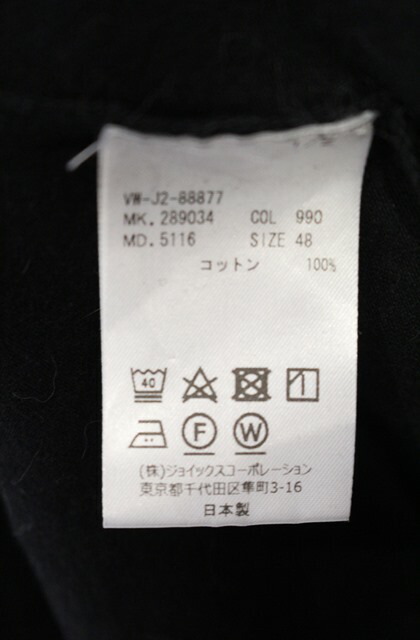 VW-J2-88877
MK. 289034 COL 990
MD. 5116 SIZE 48
コットン 100%
40
F W
(株)ジョイックスコーポレーション
東京都千代田区隼町3-16
日本製